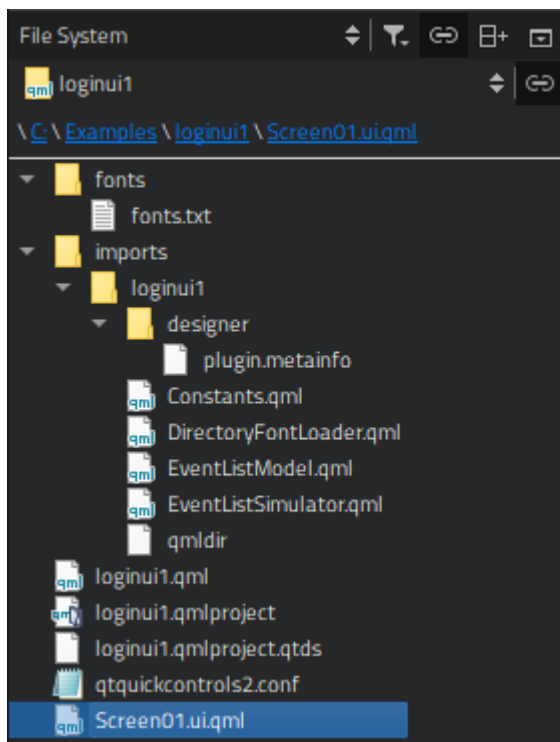 File System
loginui1
\ C: \ Examples \ loginui1 \ Screen01.ui.qml
fonts
fonts.txt
imports
loginui1
designer
plugin.metainfo
Constants.qml
DirectoryFontLoader.qml
EventListModel.qml
EventListSimulator.qml
qmldir
loginui1.qml
loginui1.qmlproject
loginui1.qmlproject.qtds
qtquickcontrols2.conf
Screen01.ui.qml